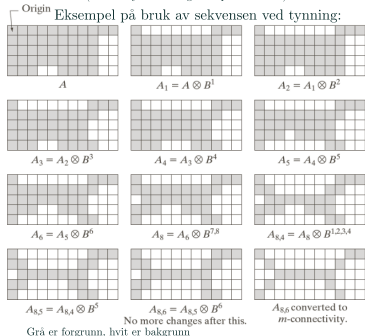 Origin
Eksempel på bruk av sekvensen ved tynning:
A
A₁ = A ⊗ B¹
A₂ = A₁ ⊗ B²
A₃ = A₂ ⊗ B³
A₄ = A₃ ⊗ B⁴
A₅ = A₄ ⊗ B⁵
A₆ = A₅ ⊗ B⁶
A₈ = A₆ ⊗ B⁷,⁸
A₈,₄ = A₈ ⊗ B¹,²,³,⁴
A₈,₅ = A₈,₄ ⊗ B⁵
A₈,₆ = A₈,₅ ⊗ B⁶
No more changes after this.
A₈,₆ converted to
m-connectivity.
Grå er forgrunn, hvit er bakgrunn